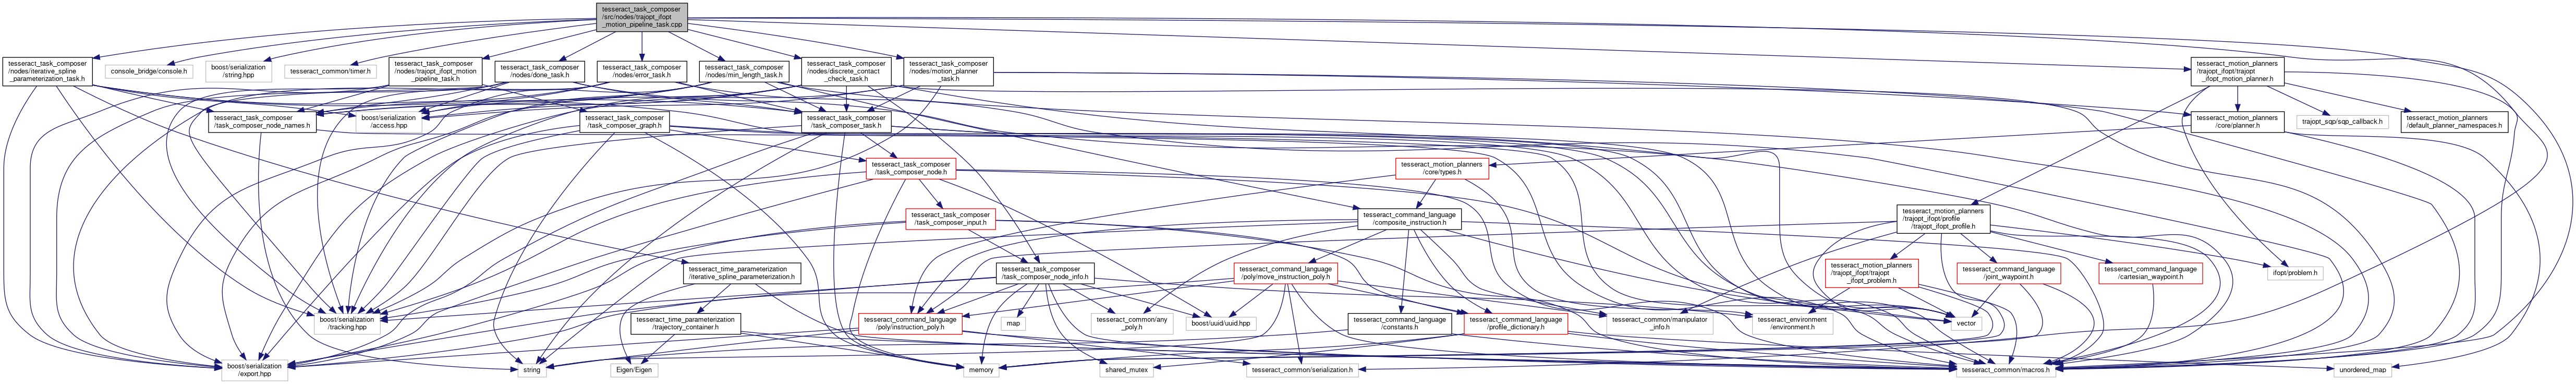 tesseract_task_composer
/src/nodes/trajopt_ifopt
_motion_pipeline_task.cpp
tesseract_task_composer
/nodes/iterative_spline
_parameterization_task.h
console_bridge/console.h
boost/serialization
/string.hpp
tesseract_common/timer.h
tesseract_task_composer
/nodes/trajopt_ifopt_motion
_pipeline_task.h
tesseract_task_composer
/nodes/done_task.h
tesseract_task_composer
/nodes/error_task.h
tesseract_task_composer
/nodes/min_length_task.h
tesseract_task_composer
/nodes/discrete_contact
_check_task.h
tesseract_task_composer
/nodes/motion_planner
_task.h
tesseract_motion_planners
/trajopt_ifopt/trajopt
_ifopt_motion_planner.h
tesseract_task_composer
/task_composer_node_names.h
boost/serialization
/access.hpp
tesseract_task_composer
/task_composer_graph.h
tesseract_task_composer
/task_composer_task.h
tesseract_motion_planners
/core/planner.h
trajopt_sqp/sqp_callback.h
tesseract_motion_planners
/default_planner_namespaces.h
tesseract_task_composer
/task_composer_node.h
tesseract_motion_planners
/core/types.h
tesseract_task_composer
/task_composer_input.h
tesseract_command_language
/composite_instruction.h
tesseract_motion_planners
/trajopt_ifopt/profile
/trajopt_ifopt_profile.h
tesseract_time_parameterization
/iterative_spline_parameterization.h
tesseract_task_composer
/task_composer_node_info.h
tesseract_command_language
/poly/move_instruction_poly.h
tesseract_motion_planners
/trajopt_ifopt/trajopt
_ifopt_problem.h
tesseract_command_language
/joint_waypoint.h
tesseract_command_language
/cartesian_waypoint.h
ifopt/problem.h
boost/serialization
/tracking.hpp
tesseract_time_parameterization
/trajectory_container.h
tesseract_command_language
/poly/instruction_poly.h
map
tesseract_common/any
_poly.h
boost/uuid/uuid.hpp
tesseract_command_language
/constants.h
tesseract_command_language
/profile_dictionary.h
tesseract_common/manipulator
_info.h
tesseract_environment
/environment.h
vector
boost/serialization
/export.hpp
string
Eigen/Eigen
memory
shared_mutex
tesseract_common/serialization.h
tesseract_common/macros.h
unordered_map